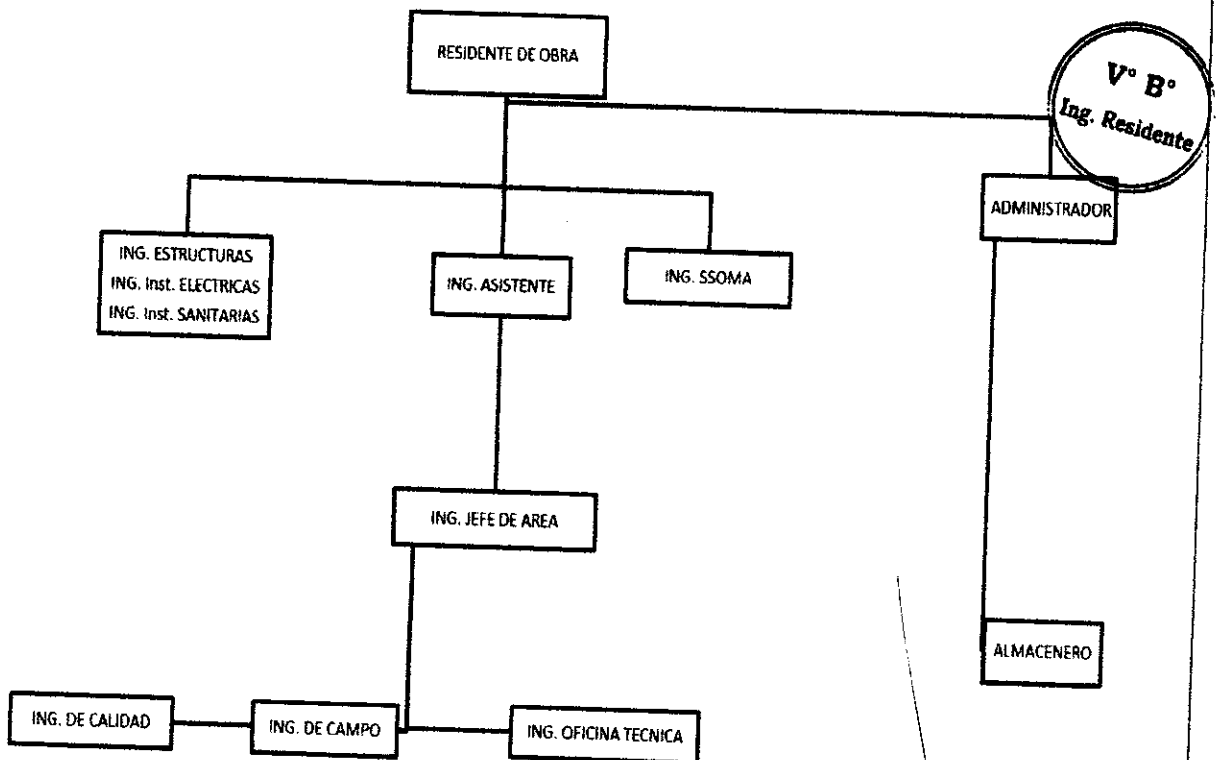 RESIDENTE DE OBRA
V° B°
Ing. Residente
ADMINISTRADOR
ING. ESTRUCTURAS
ING. Inst. ELECTRICAS
ING. Inst. SANITARIAS
ING. ASISTENTE
ING. SSOMA
ING. JEFE DE AREA
ALMACENERO
ING. DE CALIDAD
ING. DE CAMPO
ING. OFICINA TECNICA